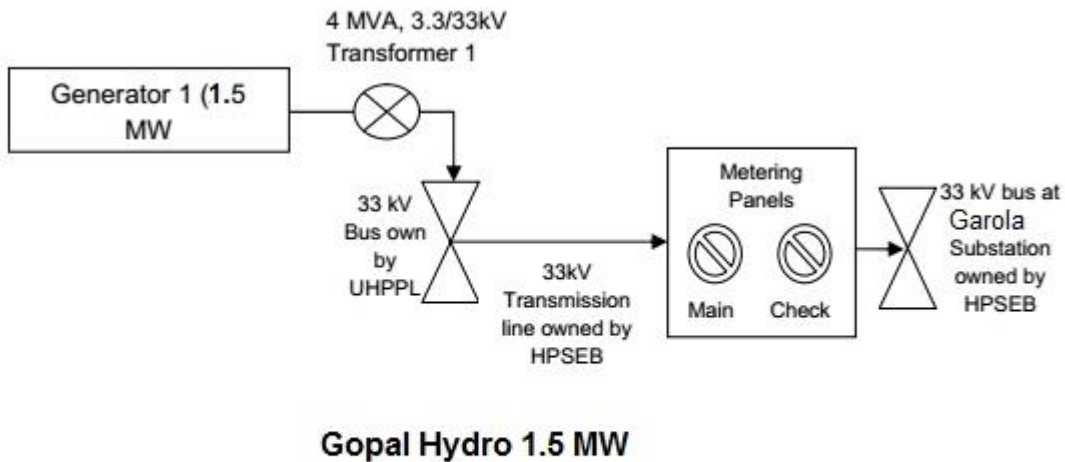 4 MVA, 3.3/33kV
Transformer 1
Generator 1 (1.5
MW
33 kV
Bus own
by
UHPPL
33kV
Transmission
line owned by
HPSEB
Metering
Panels
Main
Check
33 kV bus at
Garola
Substation
owned by
HPSEB
Gopal Hydro 1.5 MW